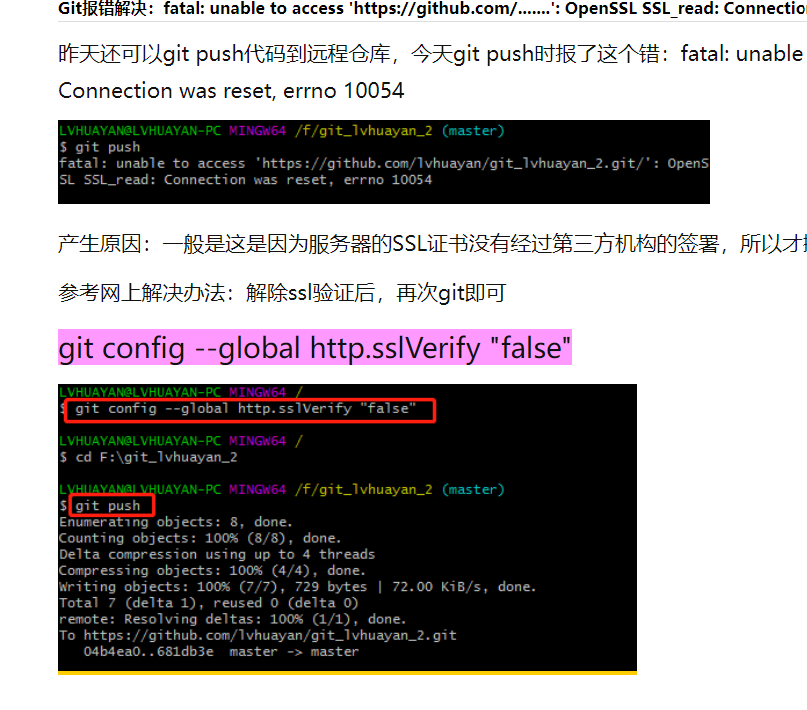 Git报错解决：fatal: unable to access 'https://github.com/.......': OpenSSL SSL_read: Connection
昨天还可以git push代码到远程仓库，今天git push时报了这个错：fatal: unable
Connection was reset, errno 10054
LVHUAYAN@LVHUAYAN-PC MINGW64 /f/git_lvhuayan_2 (master)
$ git push
fatal: unable to access 'https://github.com/lvhuayan/git_lvhuayan_2.git/': OpenS
SL SSL_read: Connection was reset, errno 10054
产生原因：一般是这是因为服务器的SSL证书没有经过第三方机构的签署，所以才
参考网上解决办法：解除ssl验证后，再次git即可
git config --global http.sslVerify "false"
LVHUAYAN@LVHUAYAN-PC MINGW64 /
$ git config --global http.sslVerify "false"
LVHUAYAN@LVHUAYAN-PC MINGW64 /
$ cd F:\git_lvhuayan_2
LVHUAYAN@LVHUAYAN-PC MINGW64 /f/git_lvhuayan_2 (master)
$ git push
Enumerating objects: 8, done.
Counting objects: 100% (8/8), done.
Delta compression using up to 4 threads
Compressing objects: 100% (4/4), done.
Writing objects: 100% (7/7), 729 bytes | 72.00 KiB/s, done.
Total 7 (delta 1), reused 0 (delta 0)
remote: Resolving deltas: 100% (1/1), done.
To https://github.com/lvhuayan/git_lvhuayan_2.git
04b4ea0..681db3e master -> master